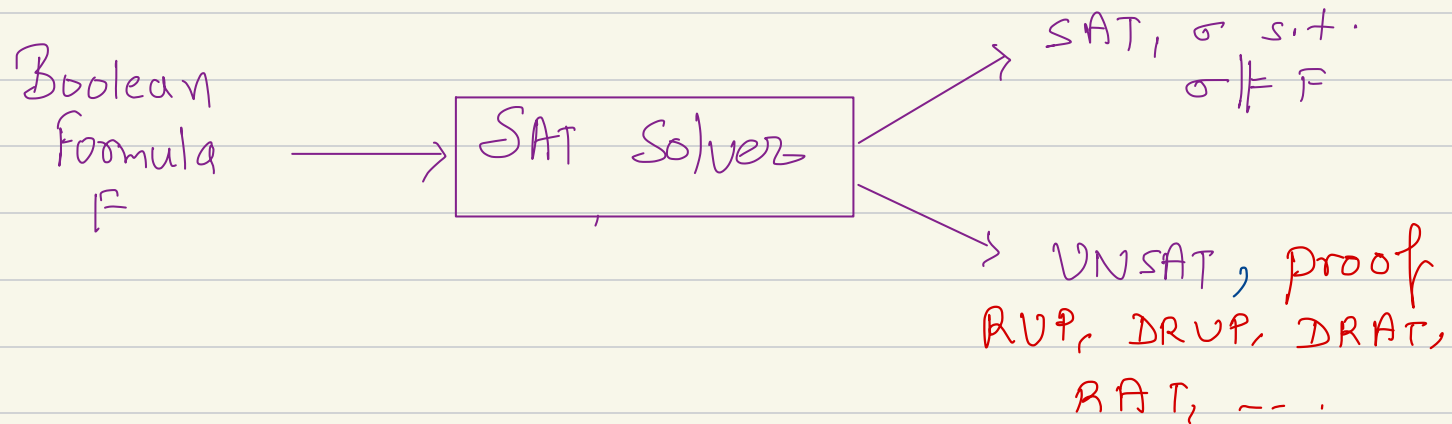 Boolean
Formula
F
SAT Solver
SAT, σ s.t.
σ ⊩ F
UNSAT, proof
RUP, DRUP, DRAT,
RAT, --- .